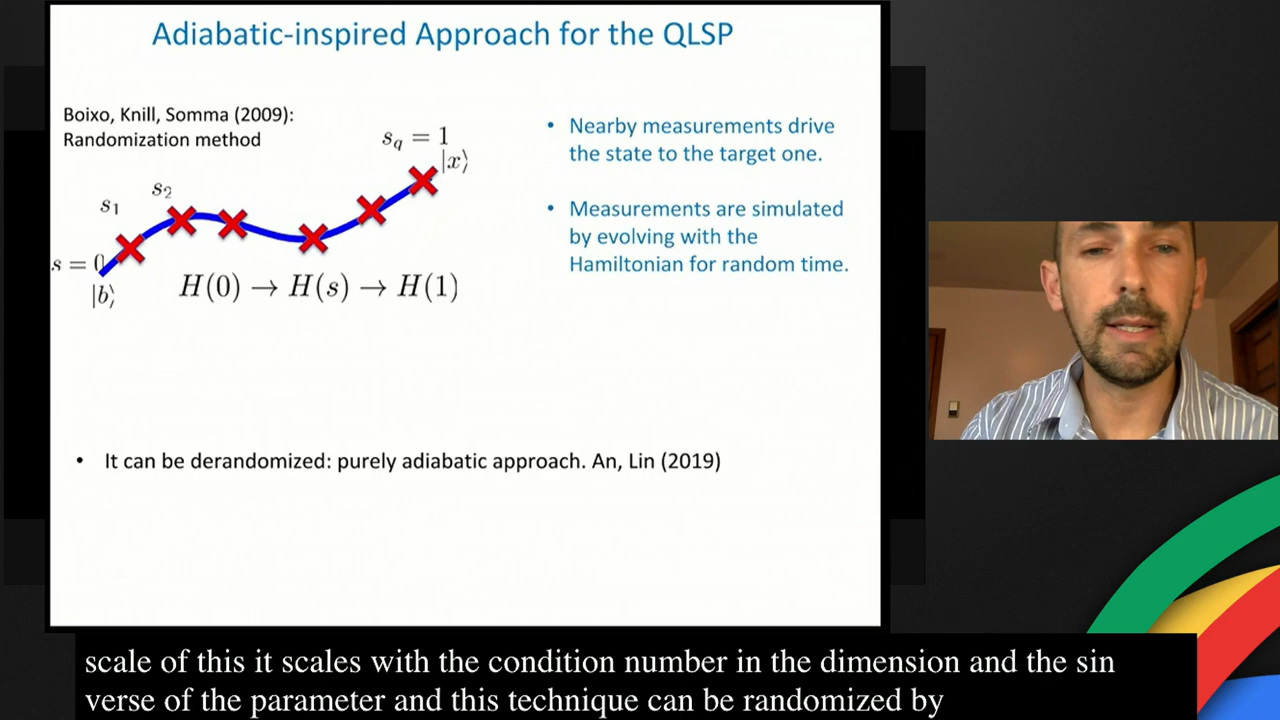 Adiabatic-inspired Approach for the QLSP
Boixo, Knill, Somma (2009):
Randomization method
s_q = 1
|x⟩
s_2
s_1
s = 0
|b⟩
H(0) → H(s) → H(1)
• Nearby measurements drive
the state to the target one.
• Measurements are simulated
by evolving with the
Hamiltonian for random time.
• It can be derandomized: purely adiabatic approach. An, Lin (2019)
scale of this it scales with the condition number in the dimension and the sin
verse of the parameter and this technique can be randomized by